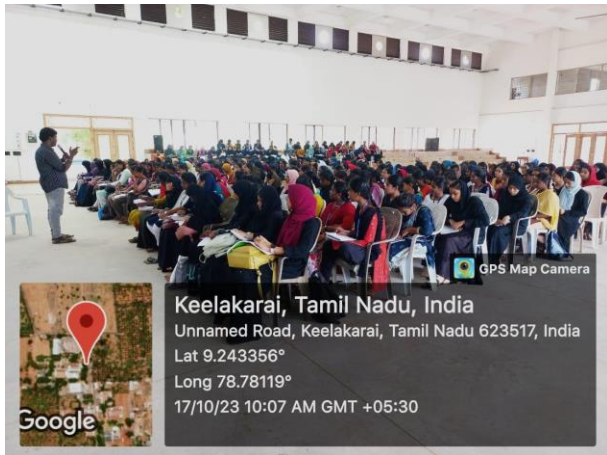 GPS Map Camera
Keelakarai, Tamil Nadu, India
Unnamed Road, Keelakarai, Tamil Nadu 623517, India
Lat 9.243356°
Long 78.78119°
17/10/23 10:07 AM GMT +05:30
Google